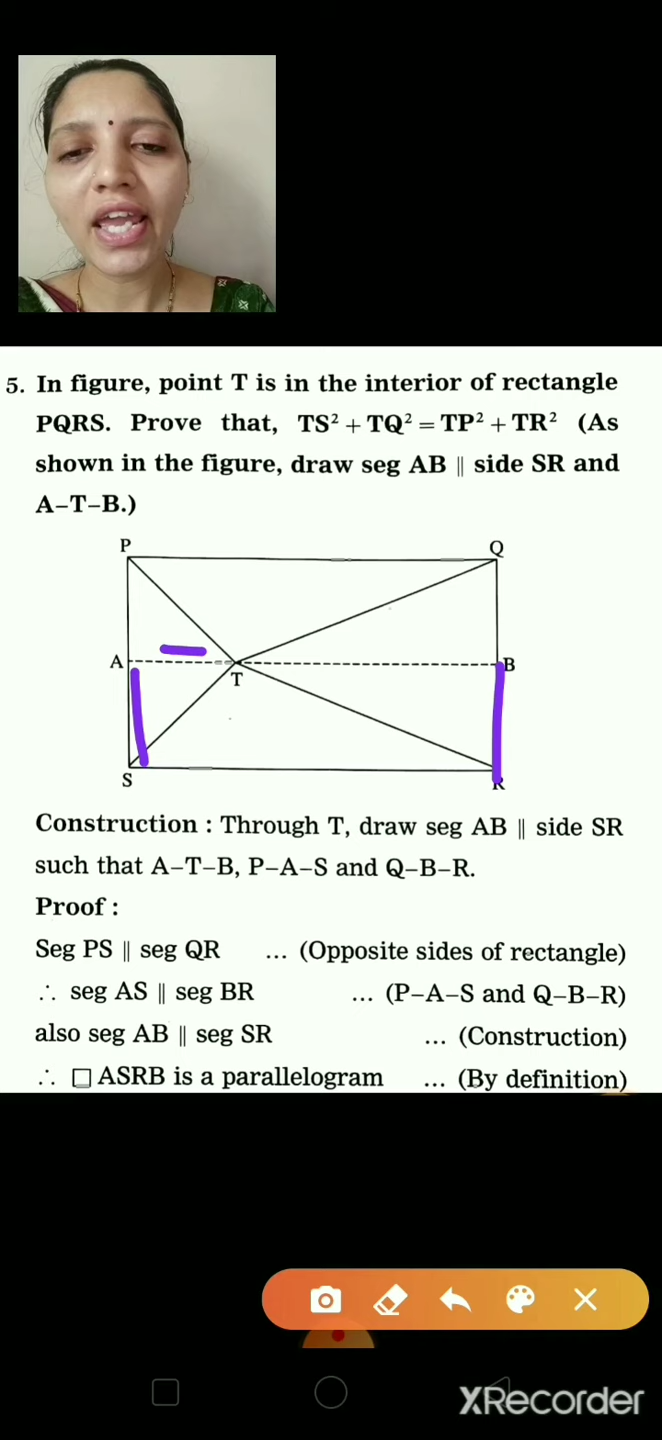 5. In figure, point T is in the interior of rectangle
PQRS. Prove that, TS² + TQ² = TP² + TR² (As
shown in the figure, draw seg AB || side SR and
A–T–B.)
P
Q
A
T
B
S
R
Construction : Through T, draw seg AB || side SR
such that A–T–B, P–A–S and Q–B–R.
Proof :
Seg PS || seg QR ... (Opposite sides of rectangle)
∴ seg AS || seg BR ... (P–A–S and Q–B–R)
also seg AB || seg SR ... (Construction)
∴ □ ASRB is a parallelogram ... (By definition)
XRecorder